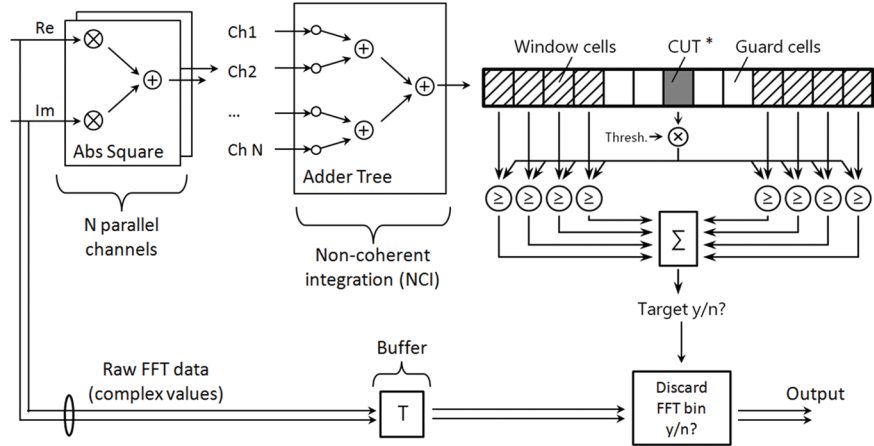 Re
Im
Abs Square
N parallel
channels
Ch1
Ch2
...
Ch N
Adder Tree
Non-coherent
integration (NCI)
Window cells
CUT *
Guard cells
Thresh.
≥ ≥ ≥ ≥ ≥ ≥ ≥ ≥
Σ
Target y/n?
Raw FFT data
(complex values)
Buffer
T
Discard
FFT bin
y/n?
Output